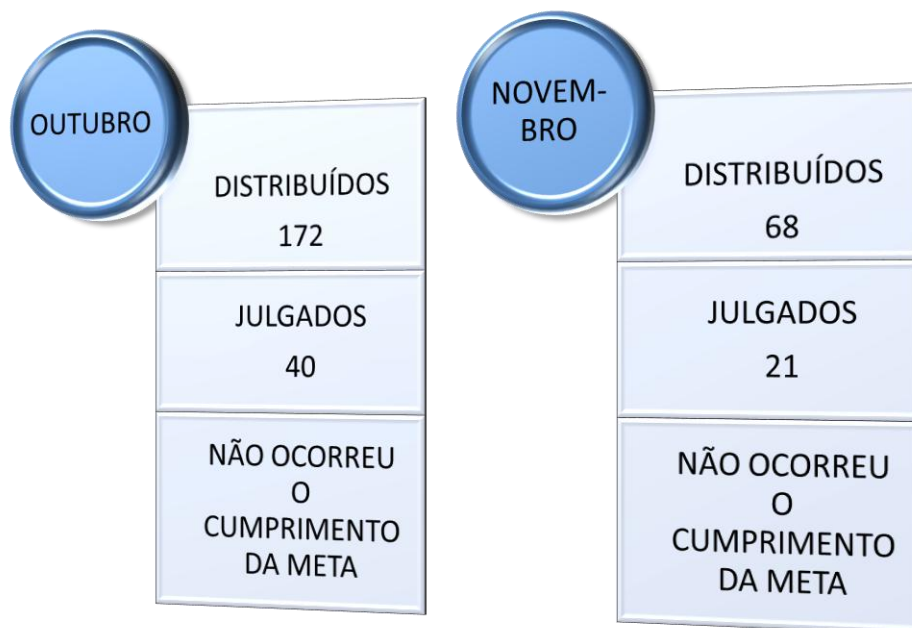 OUTUBRO
DISTRIBUÍDOS
172
JULGADOS
40
NÃO OCORREU
O
CUMPRIMENTO
DA META
NOVEM-
BRO
DISTRIBUÍDOS
68
JULGADOS
21
NÃO OCORREU
O
CUMPRIMENTO
DA META